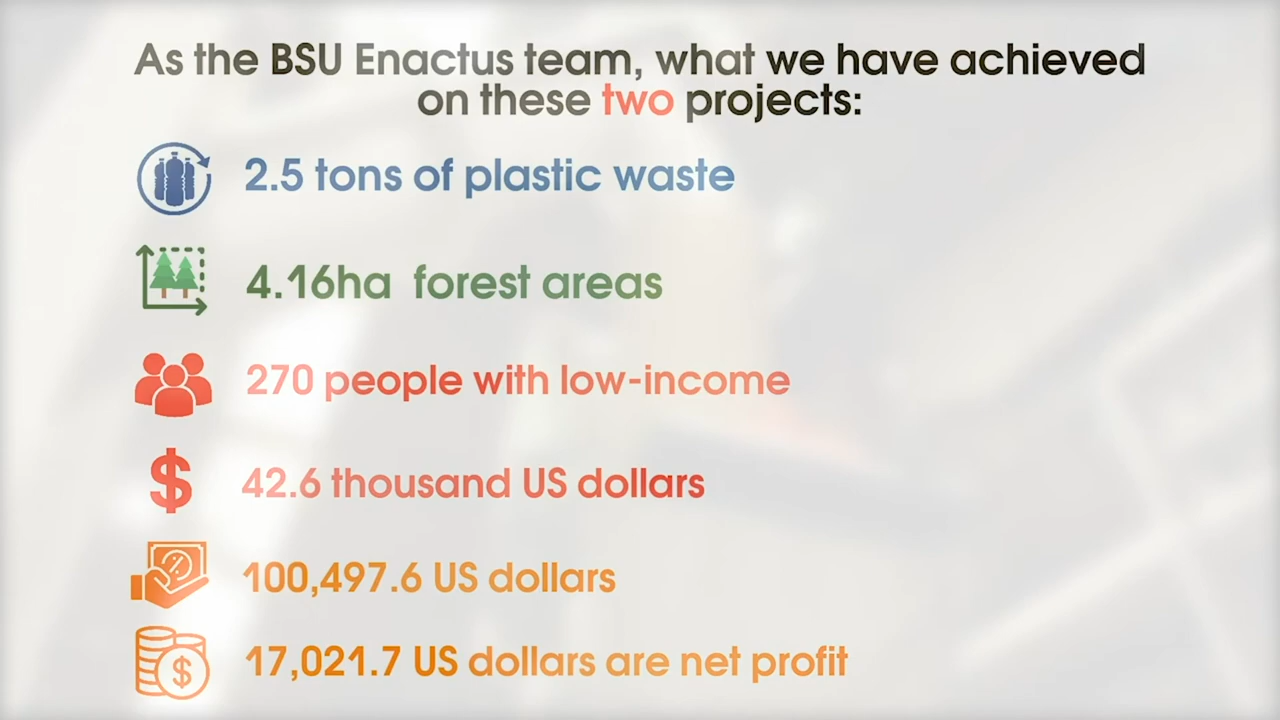 As the BSU Enactus team, what we have achieved
on these two projects:
2.5 tons of plastic waste
4.16ha forest areas
270 people with low-income
$
42.6 thousand US dollars
100,497.6 US dollars
$
17,021.7 US dollars are net profit